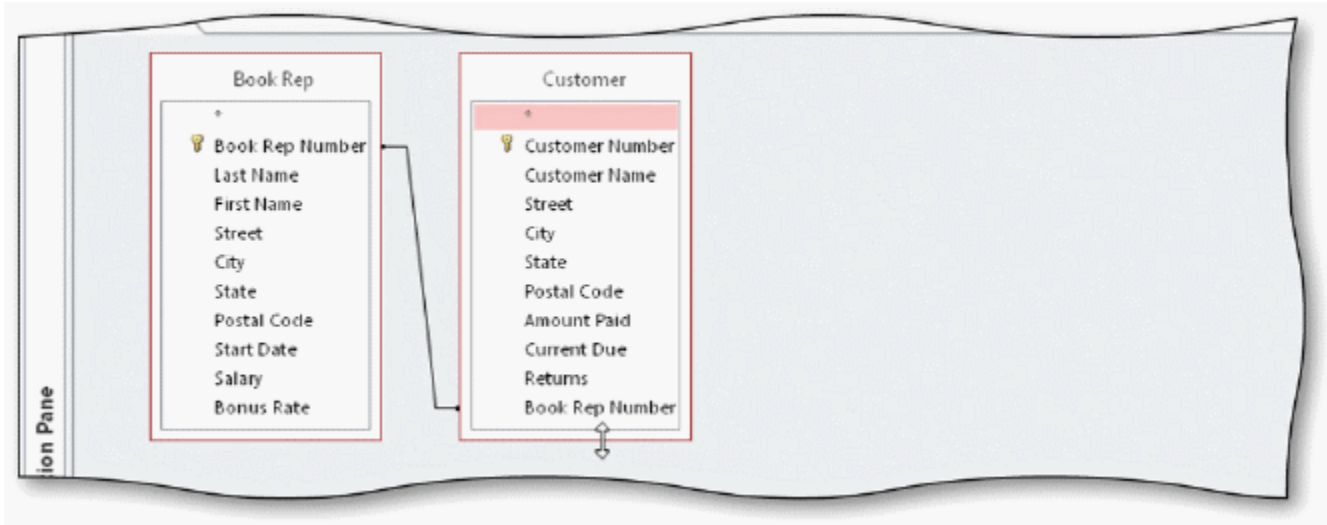 Book Rep
*
Book Rep Number
Last Name
First Name
Street
City
State
Postal Code
Start Date
Salary
Bonus Rate
Customer
*
Customer Number
Customer Name
Street
City
State
Postal Code
Amount Paid
Current Due
Returns
Book Rep Number
ion Pane